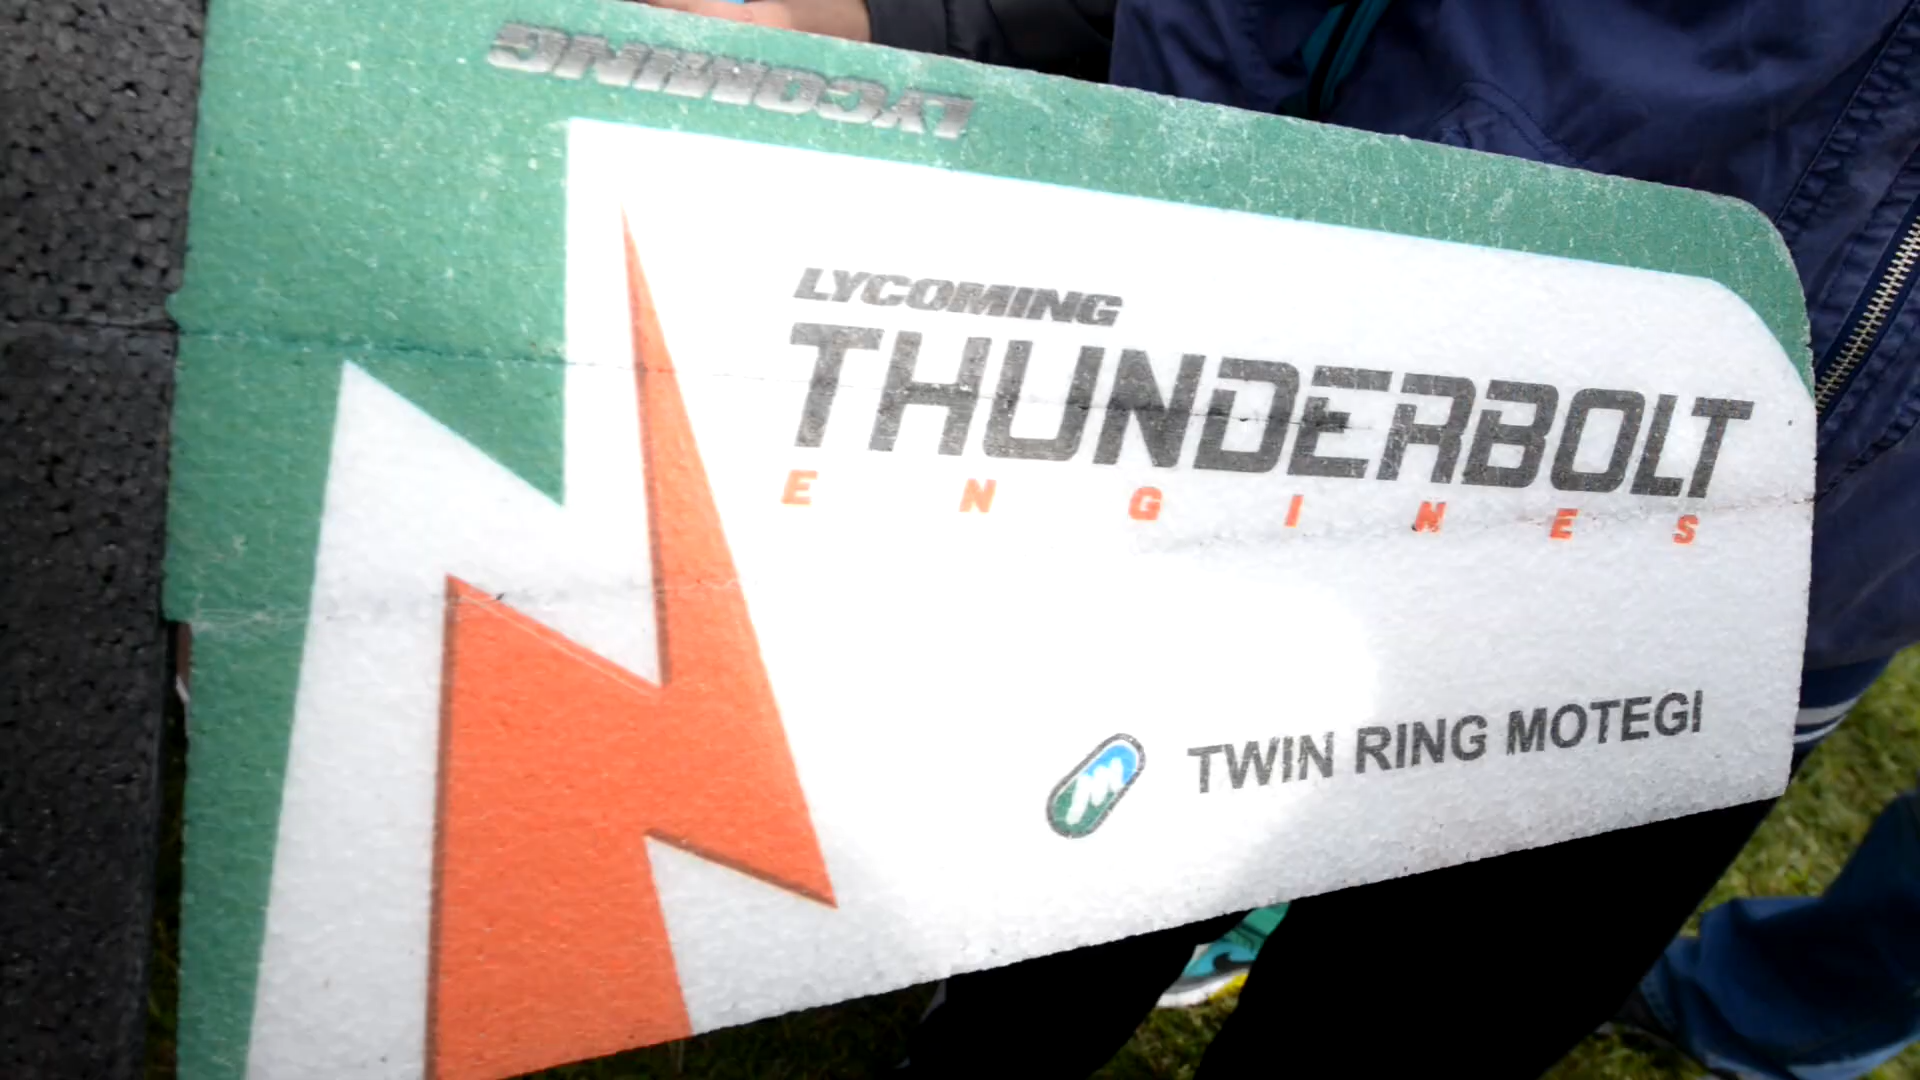 LYCOMING
LYCOMING
THUNDERBOLT
ENGINES
TWIN RING MOTEGI